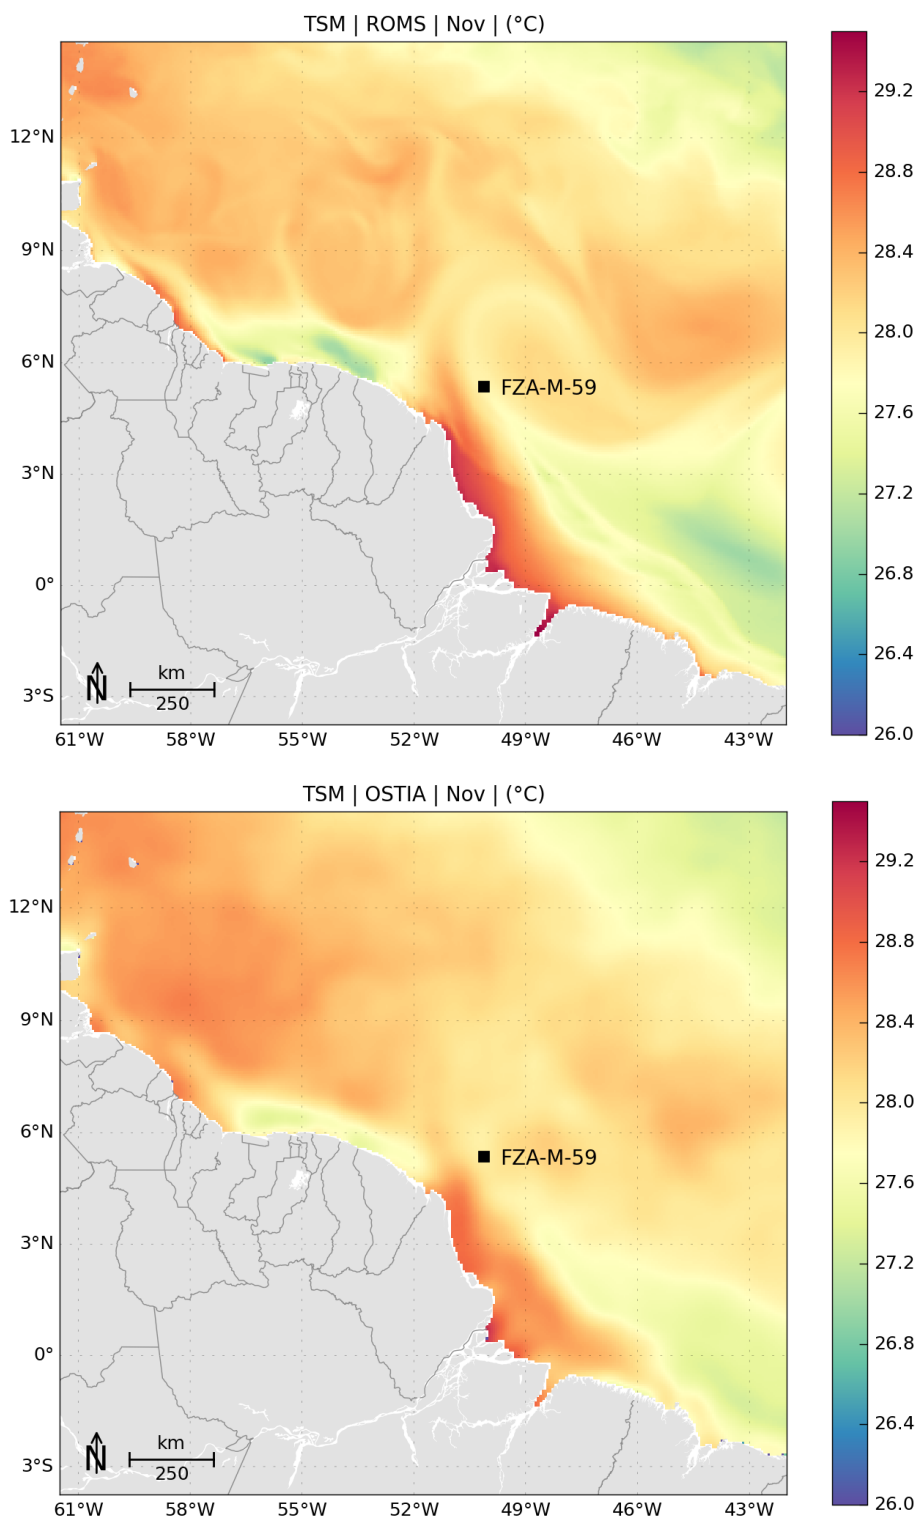 TSM | ROMS | Nov | (°C)
12°N
9°N
6°N
3°N
0°
3°S
FZA-M-59
N
km
250
61°W 58°W 55°W 52°W 49°W 46°W 43°W
29.2
28.8
28.4
28.0
27.6
27.2
26.8
26.4
26.0
TSM | OSTIA | Nov | (°C)
12°N
9°N
6°N
3°N
0°
3°S
FZA-M-59
N
km
250
61°W 58°W 55°W 52°W 49°W 46°W 43°W
29.2
28.8
28.4
28.0
27.6
27.2
26.8
26.4
26.0